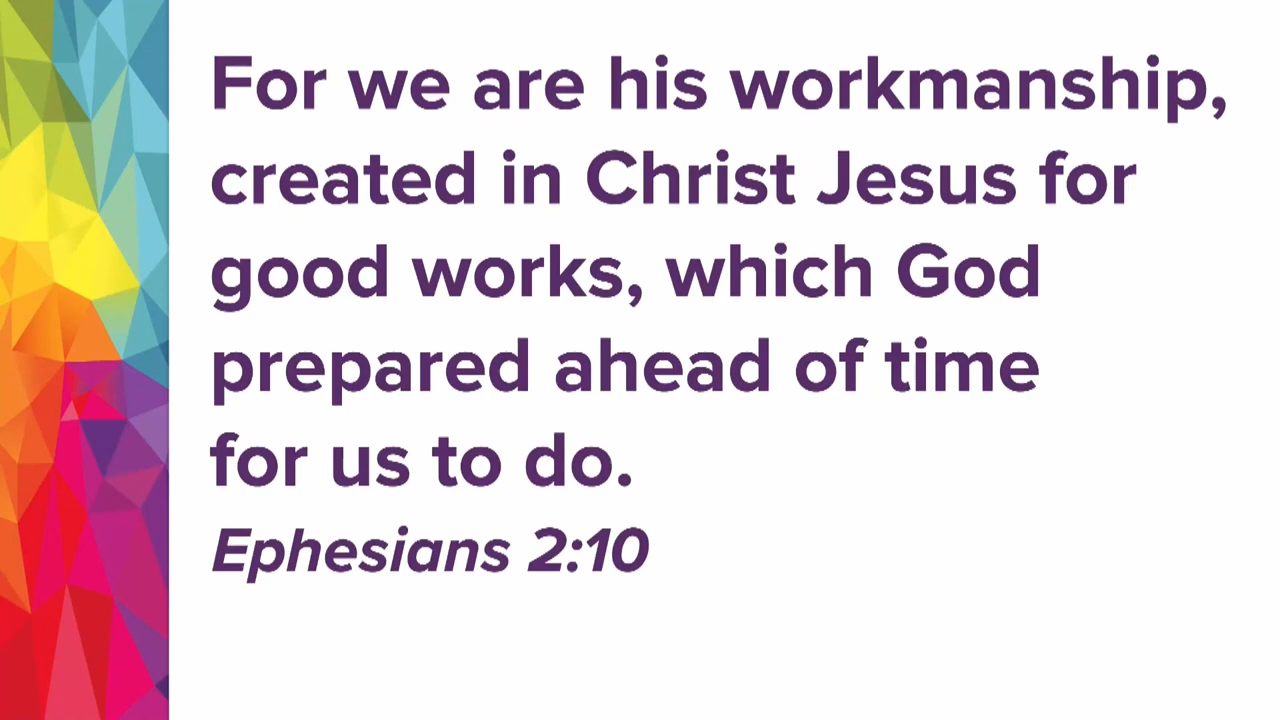 For we are his workmanship,
created in Christ Jesus for
good works, which God
prepared ahead of time
for us to do.
Ephesians 2:10